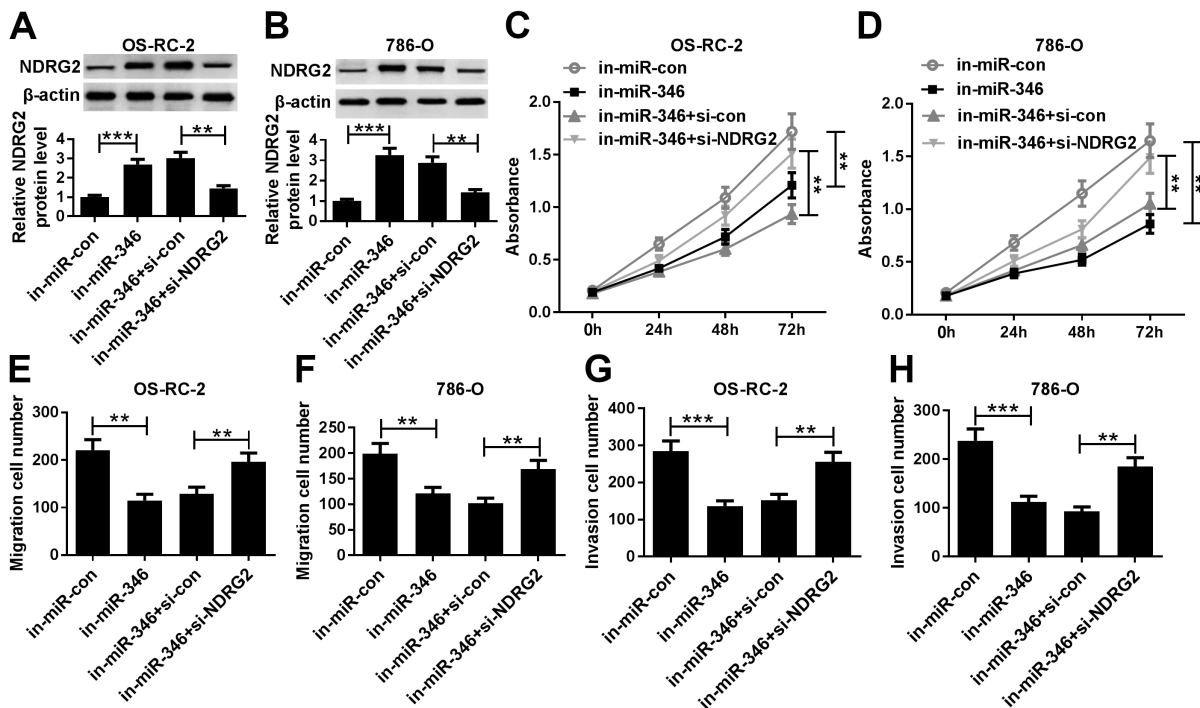 A
OS-RC-2
NDRG2
β-actin
Relative NDRG2
protein level
4
3
2
1
0
***
**
in-miR-con
in-miR-346
in-miR-346+si-con
in-miR-346+si-NDRG2
B
786-O
NDRG2
β-actin
Relative NDRG2
protein level
4
3
2
1
0
***
**
in-miR-con
in-miR-346
in-miR-346+si-con
in-miR-346+si-NDRG2
C
OS-RC-2
in-miR-con
in-miR-346
in-miR-346+si-con
in-miR-346+si-NDRG2
Absorbance
2.0
1.5
1.0
0.5
0.0
0h
24h
48h
72h
**
**
D
786-O
in-miR-con
in-miR-346
in-miR-346+si-con
in-miR-346+si-NDRG2
Absorbance
2.0
1.5
1.0
0.5
0.0
0h
24h
48h
72h
**
**
E
OS-RC-2
Migration cell number
300
200
100
0
**
**
in-miR-con
in-miR-346
in-miR-346+si-con
in-miR-346+si-NDRG2
F
786-O
Migration cell number
250
200
150
100
50
0
**
**
in-miR-con
in-miR-346
in-miR-346+si-con
in-miR-346+si-NDRG2
G
OS-RC-2
Invasion cell number
400
300
200
100
0
***
**
in-miR-con
in-miR-346
in-miR-346+si-con
in-miR-346+si-NDRG2
H
786-O
Invasion cell number
300
200
100
0
***
**
in-miR-con
in-miR-346
in-miR-346+si-con
in-miR-346+si-NDRG2